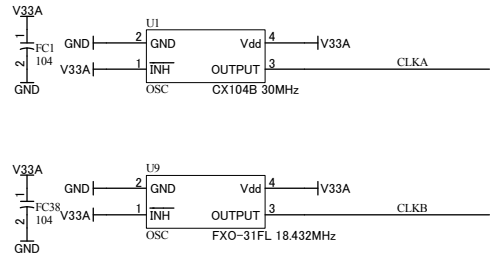 V33A
U1
1
FC1
GND
2
GND
Vdd
4
V33A
2
104
V33A
1
INH
OUTPUT
3
CLKA
GND
OSC
CX104B 30MHz
V33A
U9
1
FC38
GND
2
GND
Vdd
4
V33A
2
104
V33A
1
INH
OUTPUT
3
CLKB
GND
OSC
FXO-31FL 18.432MHz